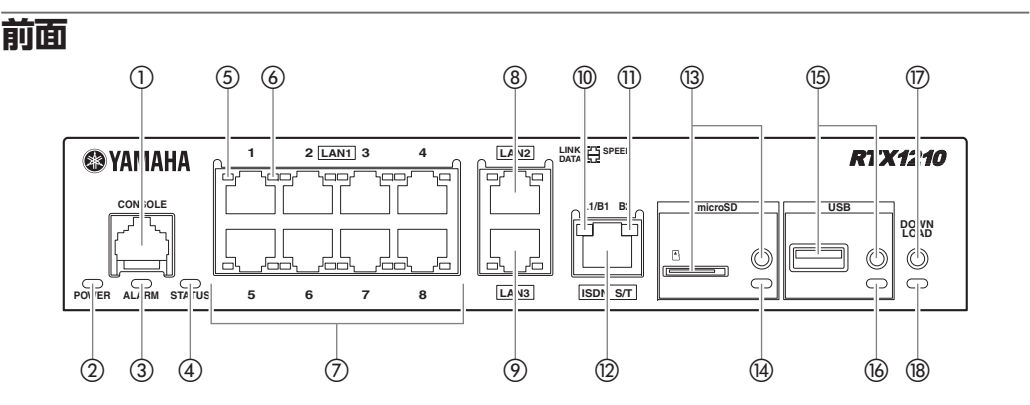 前面
① ⑤ ⑥ ⑧ ⑩ ⑪ ⑬ ⑮ ⑰
YAMAHA
1 2 LAN1 3 4
LAN2
LINK
DATA
SPEED
RTX1210
CONSOLE
L1/B1 B2
microSD
USB
DOWN
LOAD
POWER ALARM STATUS
5 6 7 8
LAN3
ISDN S/T
② ③ ④ ⑦ ⑨ ⑫ ⑭ ⑯ ⑱